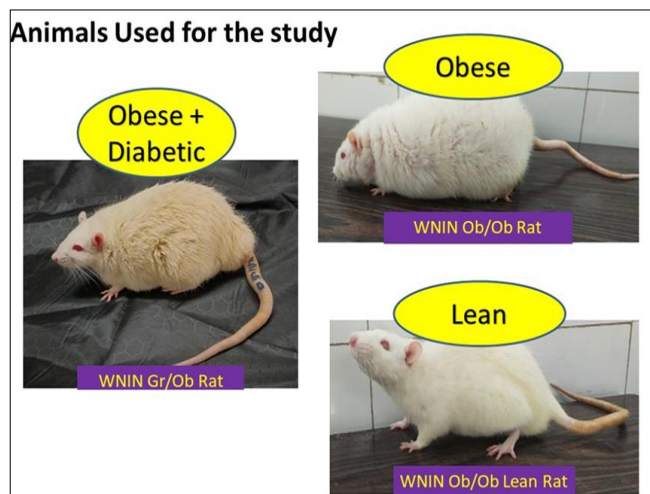 Animals Used for the study
Obese +
Diabetic
WNIN Gr/Ob Rat
Obese
WNIN Ob/Ob Rat
Lean
WNIN Ob/Ob Lean Rat